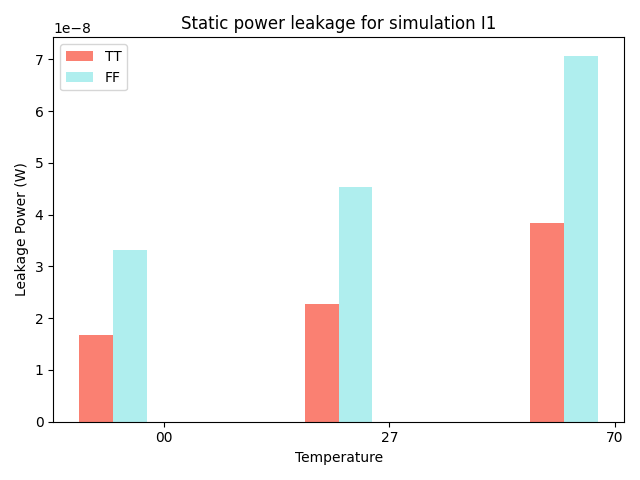 Static power leakage for simulation I1
1e−8
TT
FF
7
6
5
4
3
2
1
0
Leakage Power (W)
00
27
70
Temperature